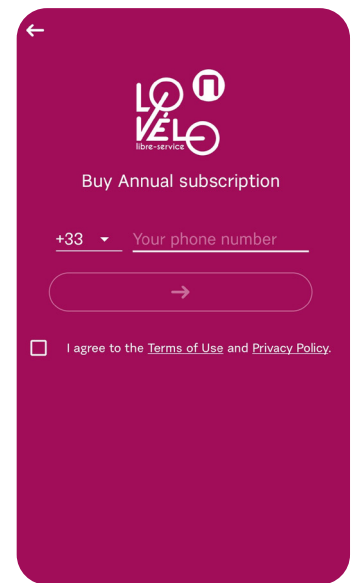 LO
VÉLO
libre-service
Buy Annual subscription
+33 Your phone number
I agree to the Terms of Use and Privacy Policy.